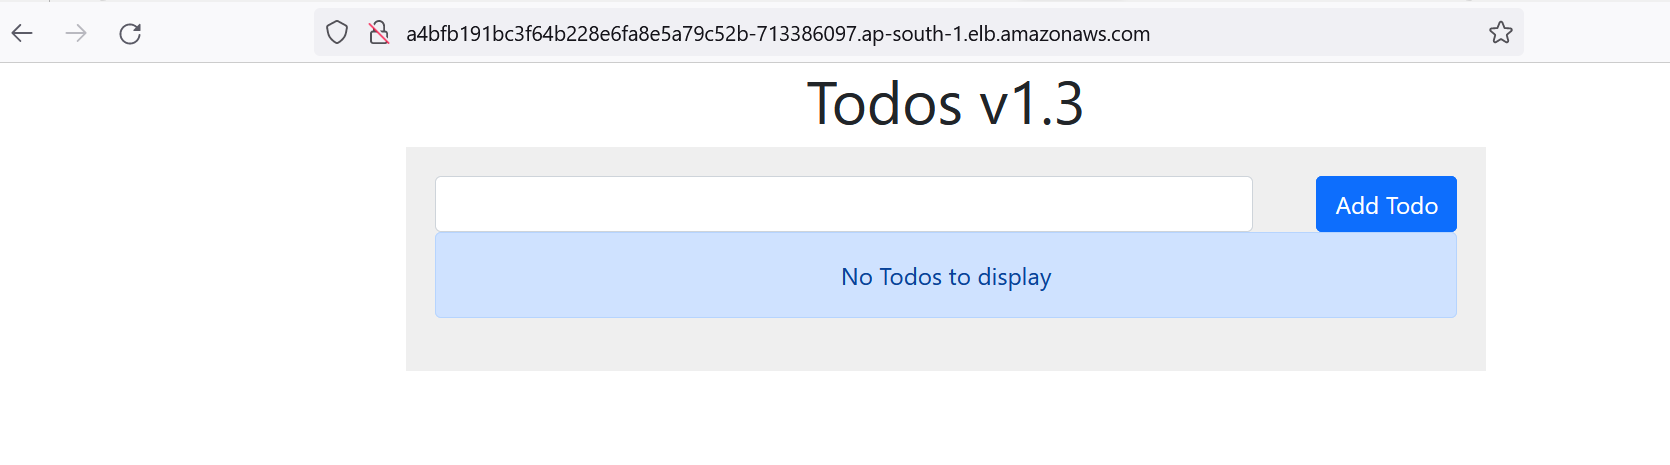 a4bfb191bc3f64b228e6fa8e5a79c52b-713386097.ap-south-1.elb.amazonaws.com
Todos v1.3
Add Todo
No Todos to display